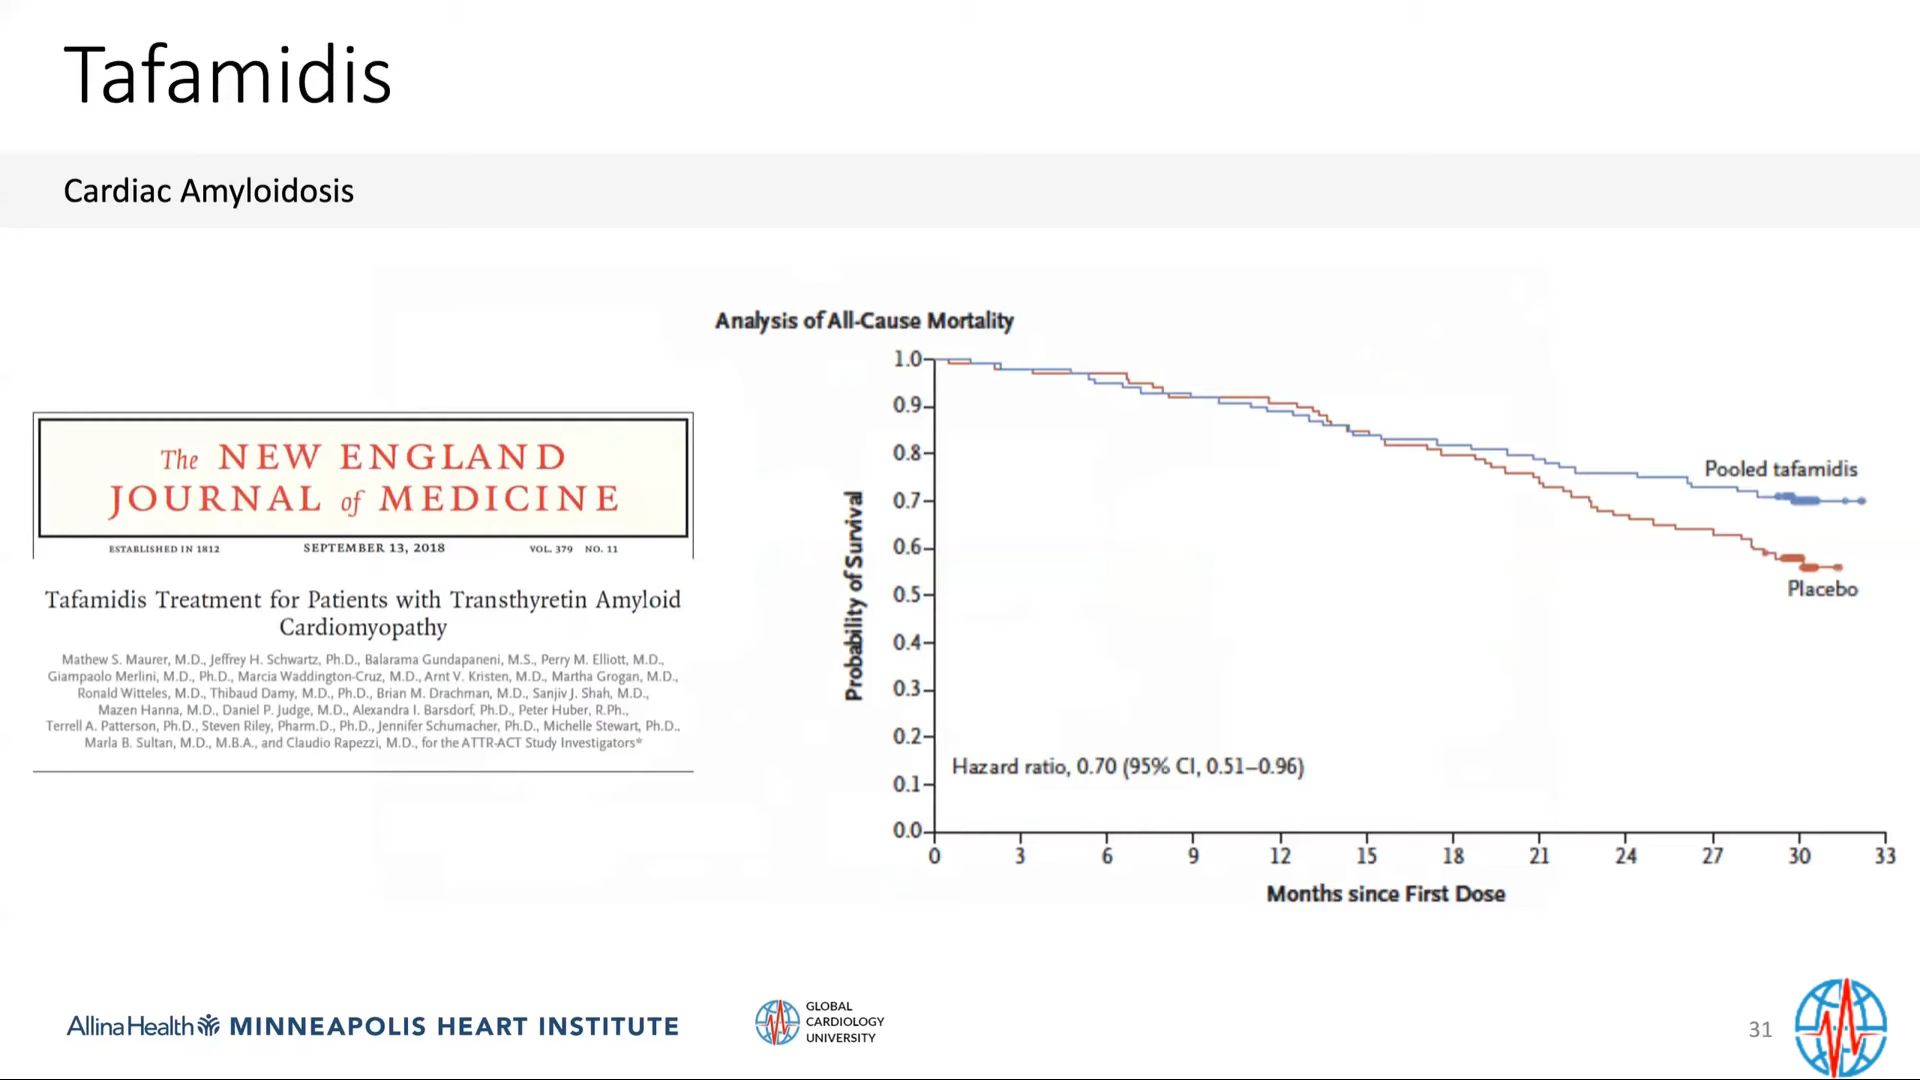 Tafamidis
Cardiac Amyloidosis
The NEW ENGLAND
JOURNAL of MEDICINE
ESTABLISHED IN 1812 SEPTEMBER 13, 2018 VOL. 379 NO. 11
Tafamidis Treatment for Patients with Transthyretin Amyloid
Cardiomyopathy
Mathew S. Maurer, M.D., Jeffrey H. Schwartz, Ph.D., Balarama Gundapaneni, M.S., Perry M. Elliott, M.D.,
Giampaolo Merlini, M.D., Ph.D., Marcia Waddington-Cruz, M.D., Arnt V. Kristen, M.D., Martha Grogan, M.D.,
Ronald Witteles, M.D., Thibaud Damy, M.D., Ph.D., Brian M. Drachman, M.D., Sanjiv J. Shah, M.D.,
Mazen Hanna, M.D., Daniel P. Judge, M.D., Alexandra I. Barsdorf, Ph.D., Peter Huber, R.Ph.,
Terrell A. Patterson, Ph.D., Steven Riley, Pharm.D., Ph.D., Jennifer Schumacher, Ph.D., Michelle Stewart, Ph.D.,
Marla B. Sultan, M.D., M.B.A., and Claudio Rapezzi, M.D., for the ATTR-ACT Study Investigators*
Analysis of All-Cause Mortality
Probability of Survival
1.0
0.9
0.8
0.7
0.6
0.5
0.4
0.3
0.2
0.1
0.0
Pooled tafamidis
Placebo
Hazard ratio, 0.70 (95% CI, 0.51–0.96)
0 3 6 9 12 15 18 21 24 27 30 33
Months since First Dose
Allina Health MINNEAPOLIS HEART INSTITUTE
GLOBAL
CARDIOLOGY
UNIVERSITY
31